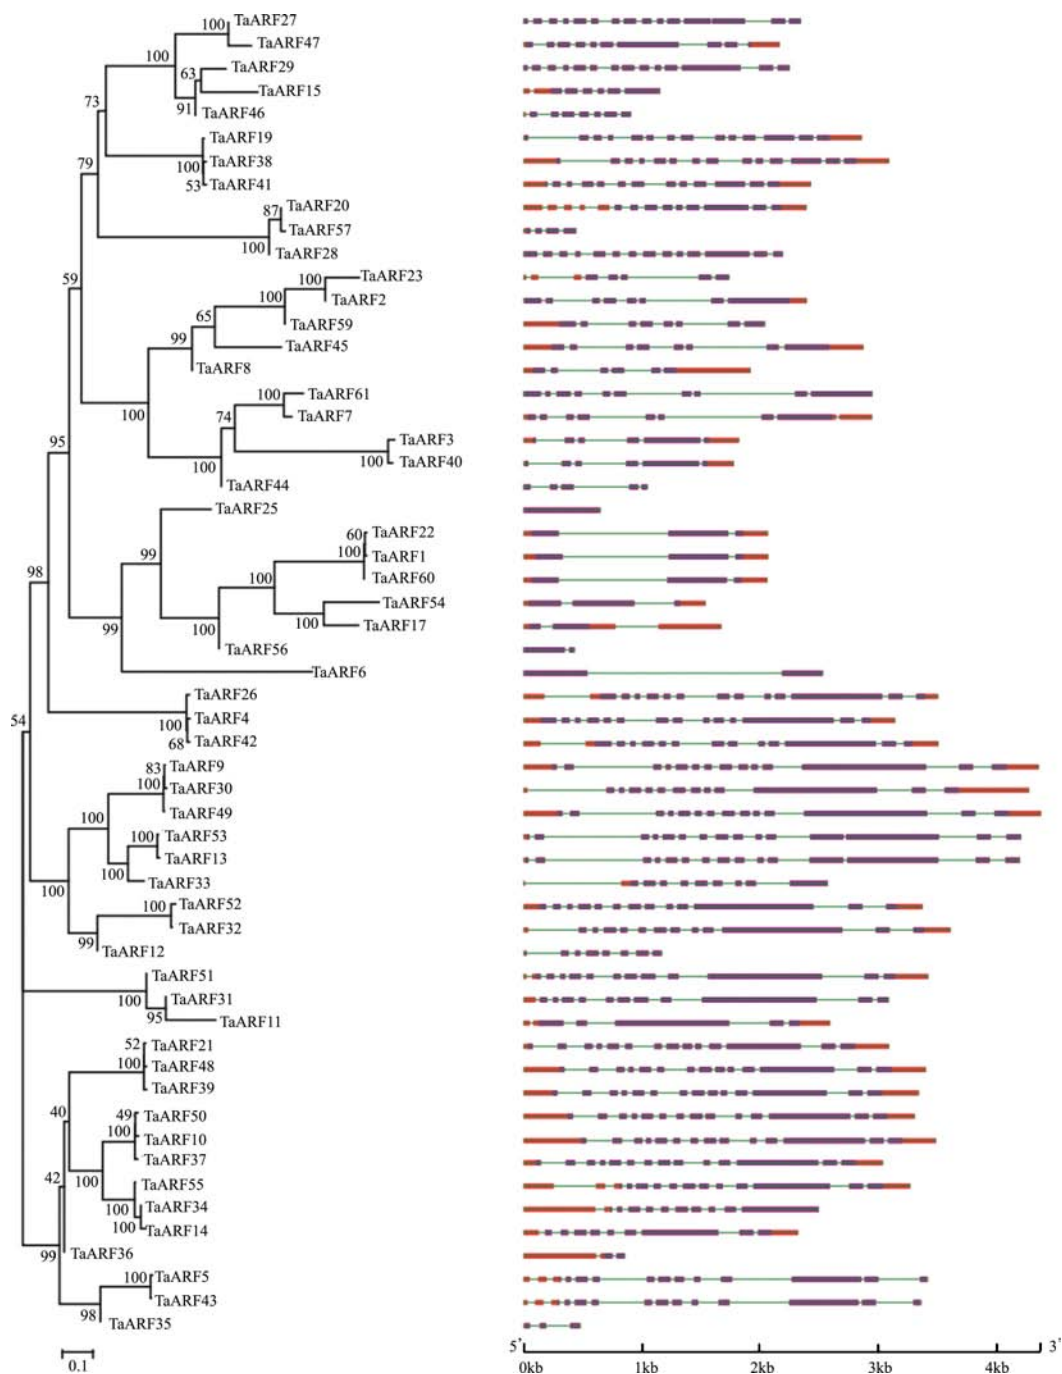 100 TaARF27
TaARF47
100
63 TaARF29
TaARF15
91 TaARF46
73
TaARF19
100 TaARF38
53 TaARF41
79
87 TaARF20
TaARF57
100 TaARF28
59
100 TaARF23
100 TaARF2
65 TaARF59
99 TaARF45
TaARF8
100
100 TaARF61
74 TaARF7
95 TaARF3
100 100 TaARF40
TaARF44
TaARF25
60 TaARF22
99 100 TaARF1
98 100 TaARF60
TaARF54
99 100 100 TaARF17
TaARF56
TaARF6
TaARF26
54 100 TaARF4
68 TaARF42
83 TaARF9
100 TaARF30
100 TaARF49
100 TaARF53
TaARF13
100 100 TaARF33
100 TaARF52
TaARF32
99 TaARF12
TaARF51
100 TaARF31
95 TaARF11
52 TaARF21
100 TaARF48
TaARF39
40 49 TaARF50
100 TaARF10
TaARF37
42 100 TaARF55
100 TaARF34
100 TaARF14
99 TaARF36
100 TaARF5
TaARF43
98 TaARF35
5’ 3’
0.1 0kb 1kb 2kb 3kb 4kb